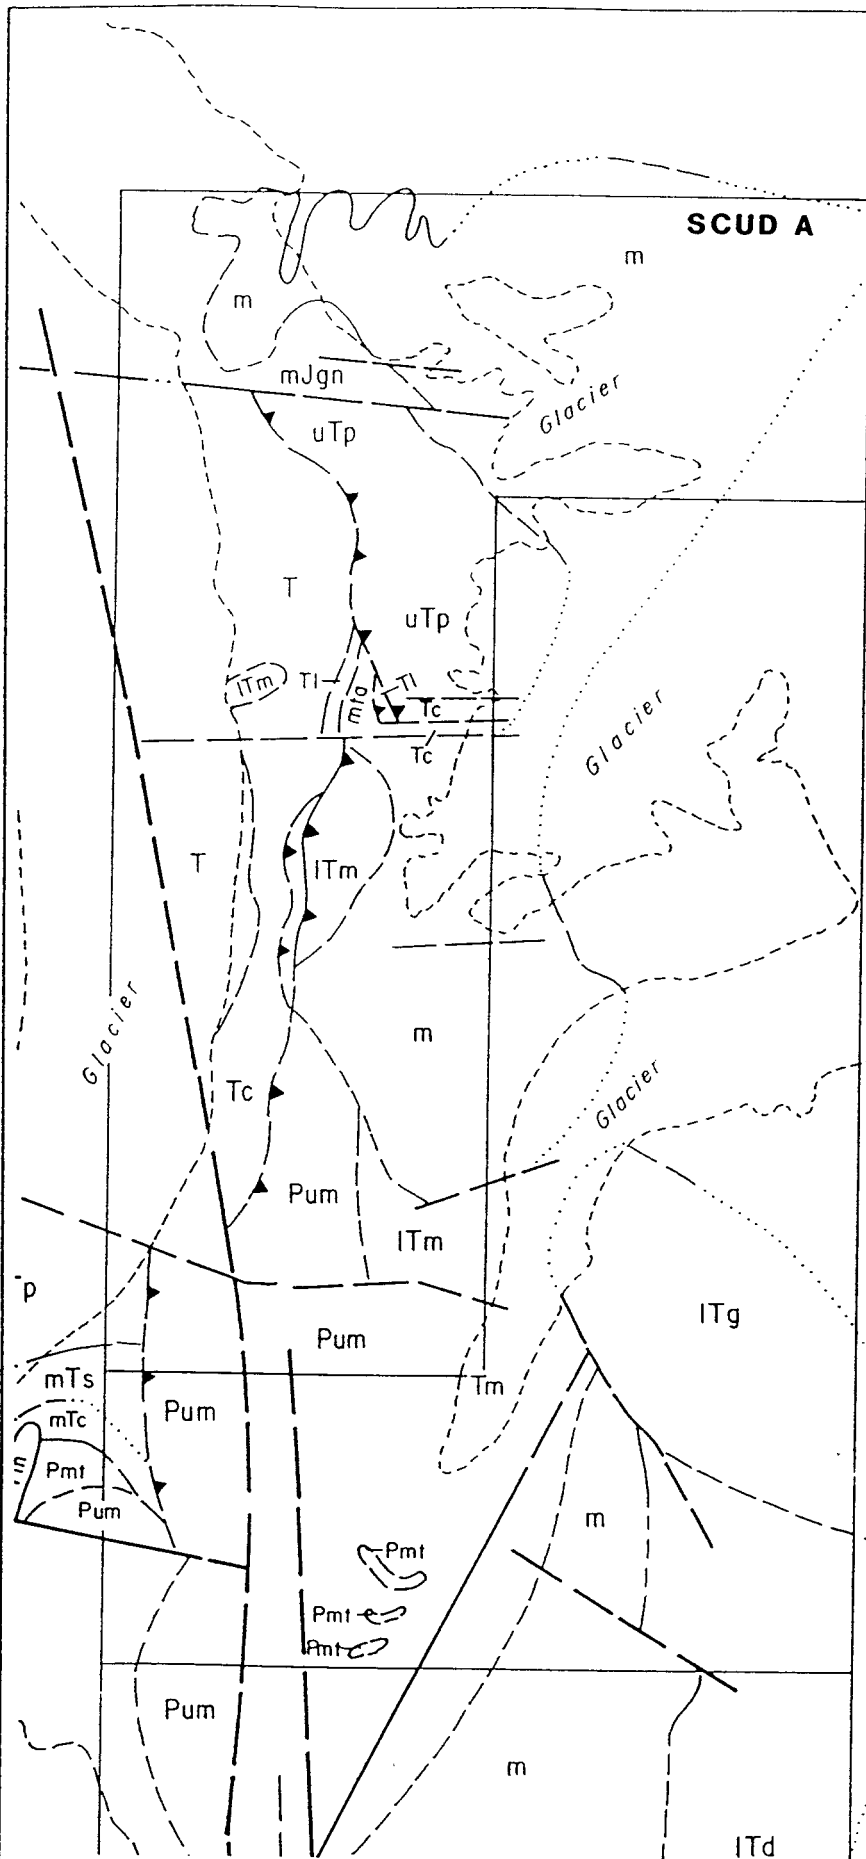 SCUD A
m
m
mJgn
Glacier
uTp
T
uTp
lTm
Tl
mta
Tl
Tc
Tc
Glacier
T
lTm
Glacier
m
Tc
Glacier
Pum
lTm
p
lTg
Pum
mTs
Tm
Pum
mTc
m
Pmt
Pum
m
Pmt
Pmt
Pmt
Pum
m
lTd